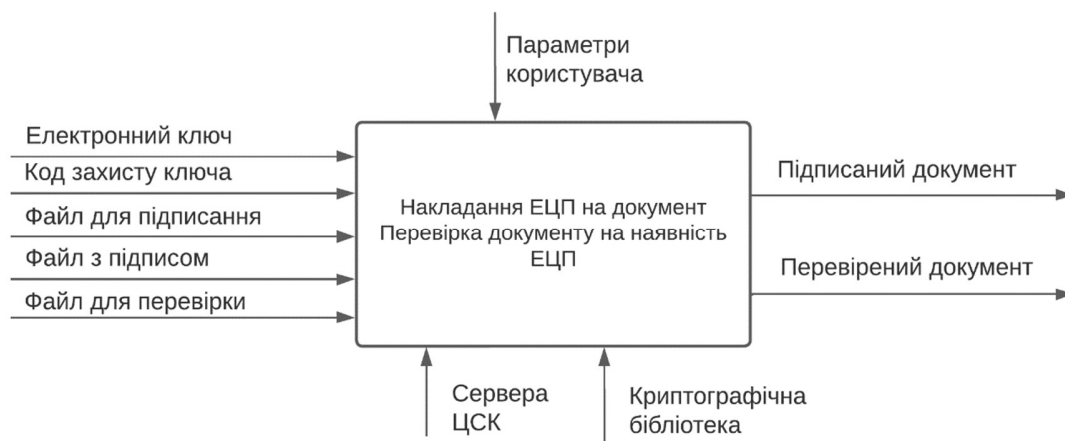 Параметри
користувача
Електронний ключ
Код захисту ключа
Файл для підписання
Файл з підписом
Файл для перевірки
Накладання ЕЦП на документ
Перевірка документу на наявність
ЕЦП
Підписаний документ
Перевірений документ
Сервера
ЦСК
Криптографічна
бібліотека